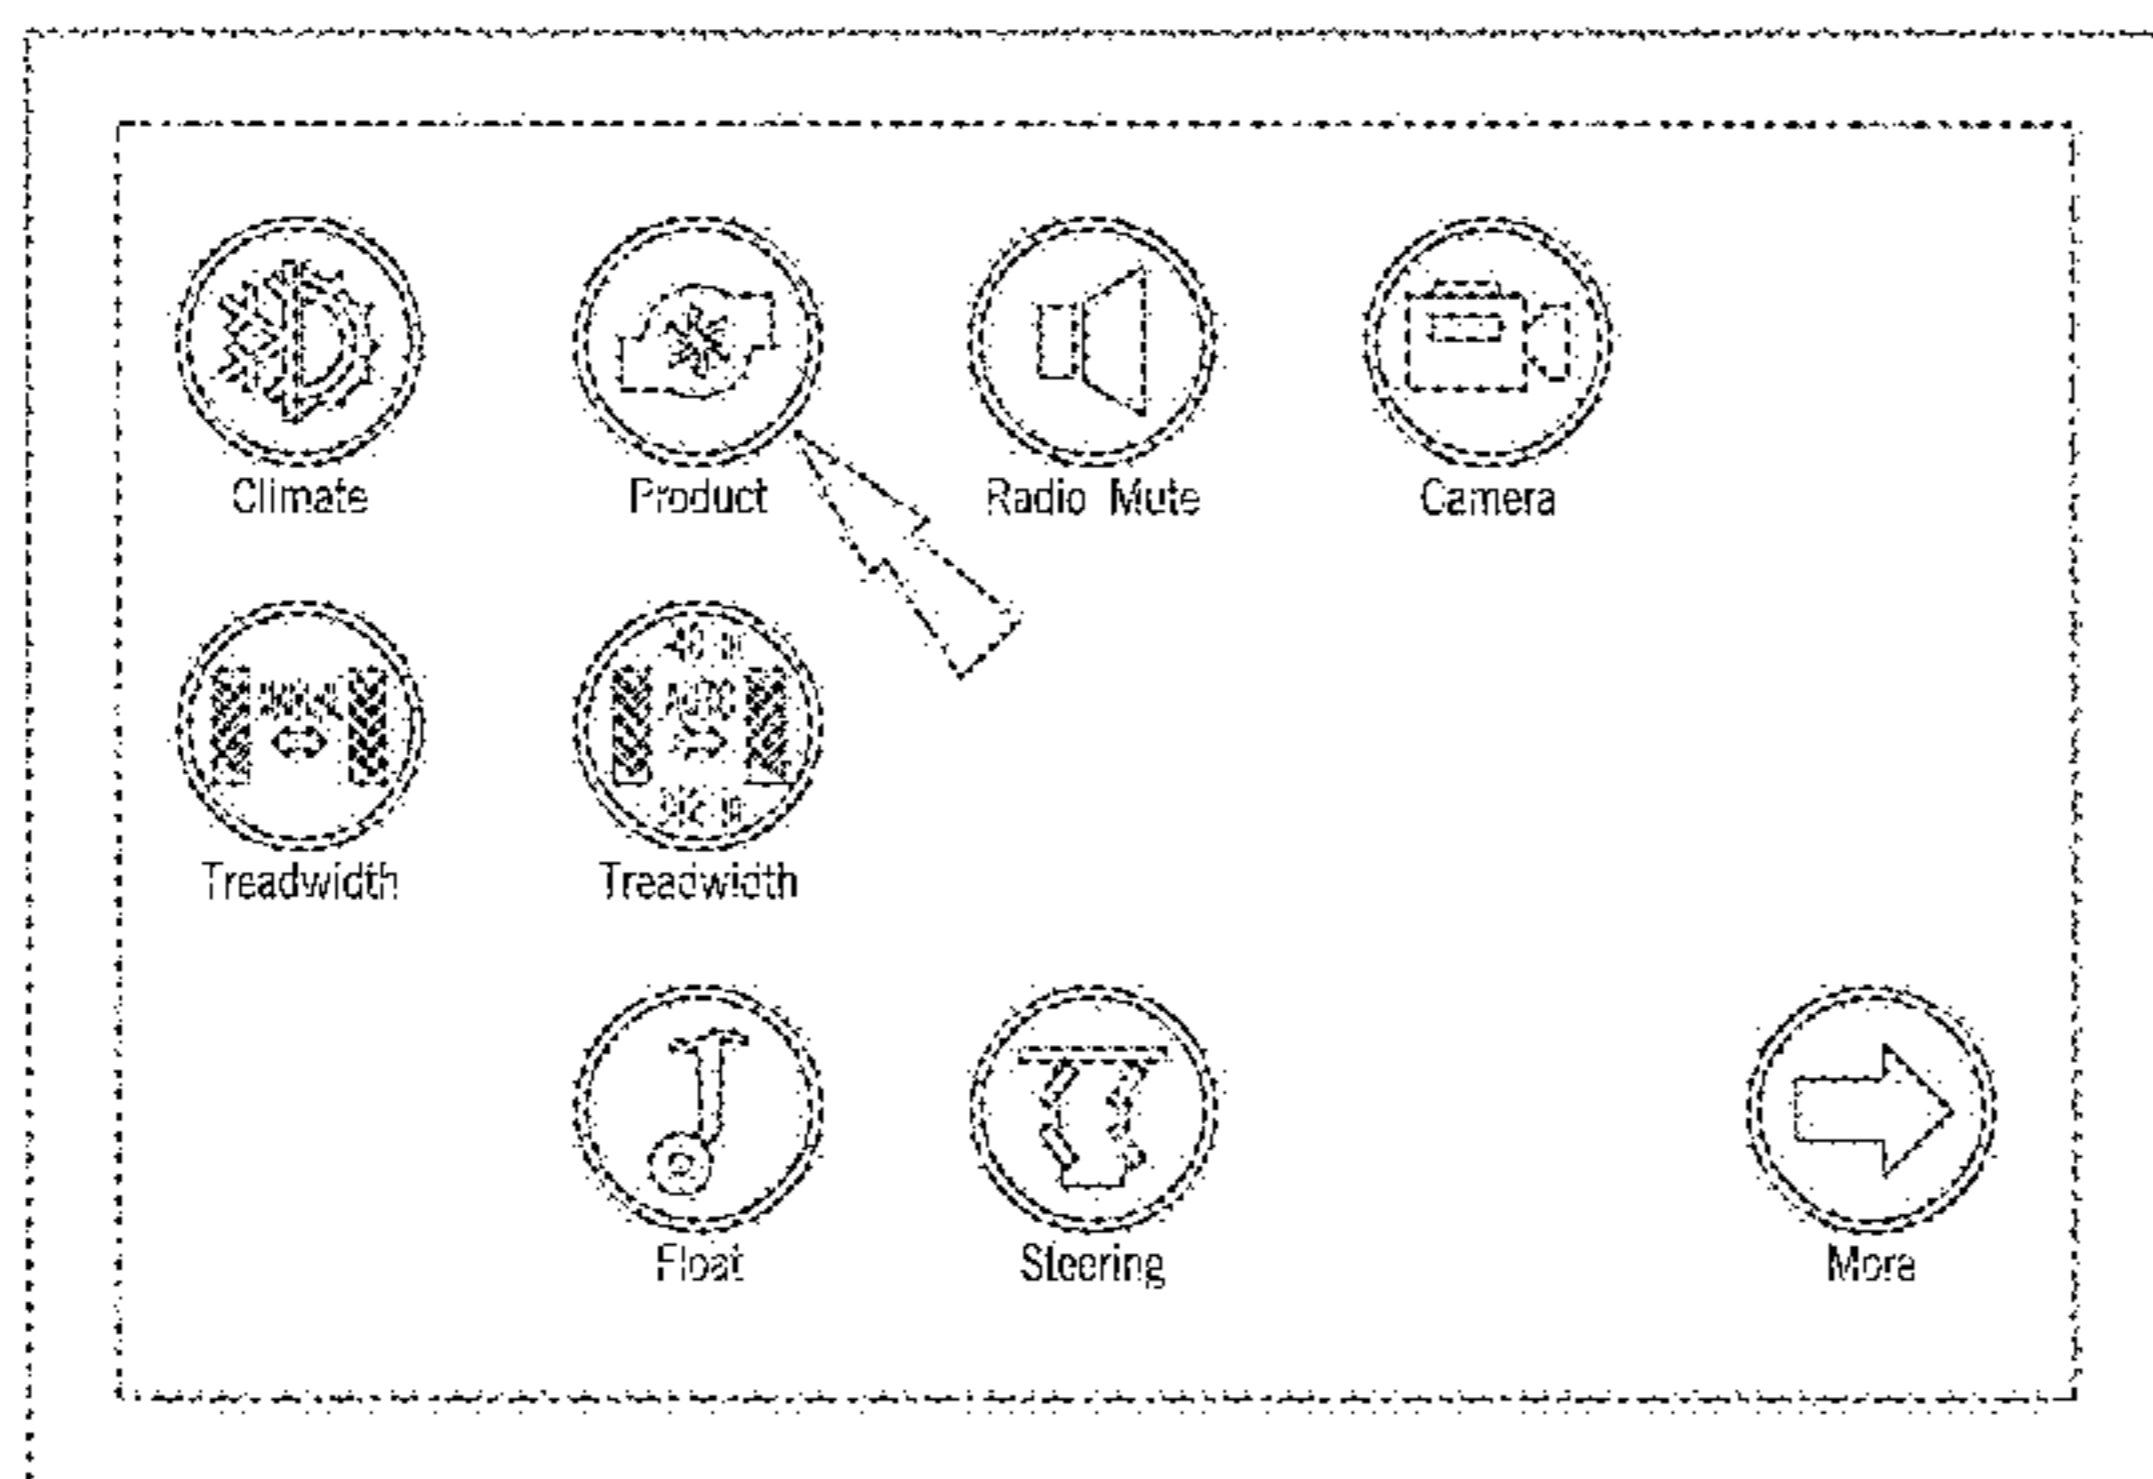 Climate Product Radio Mute Camera
Treadwidth Treadwidth
Float Steering More